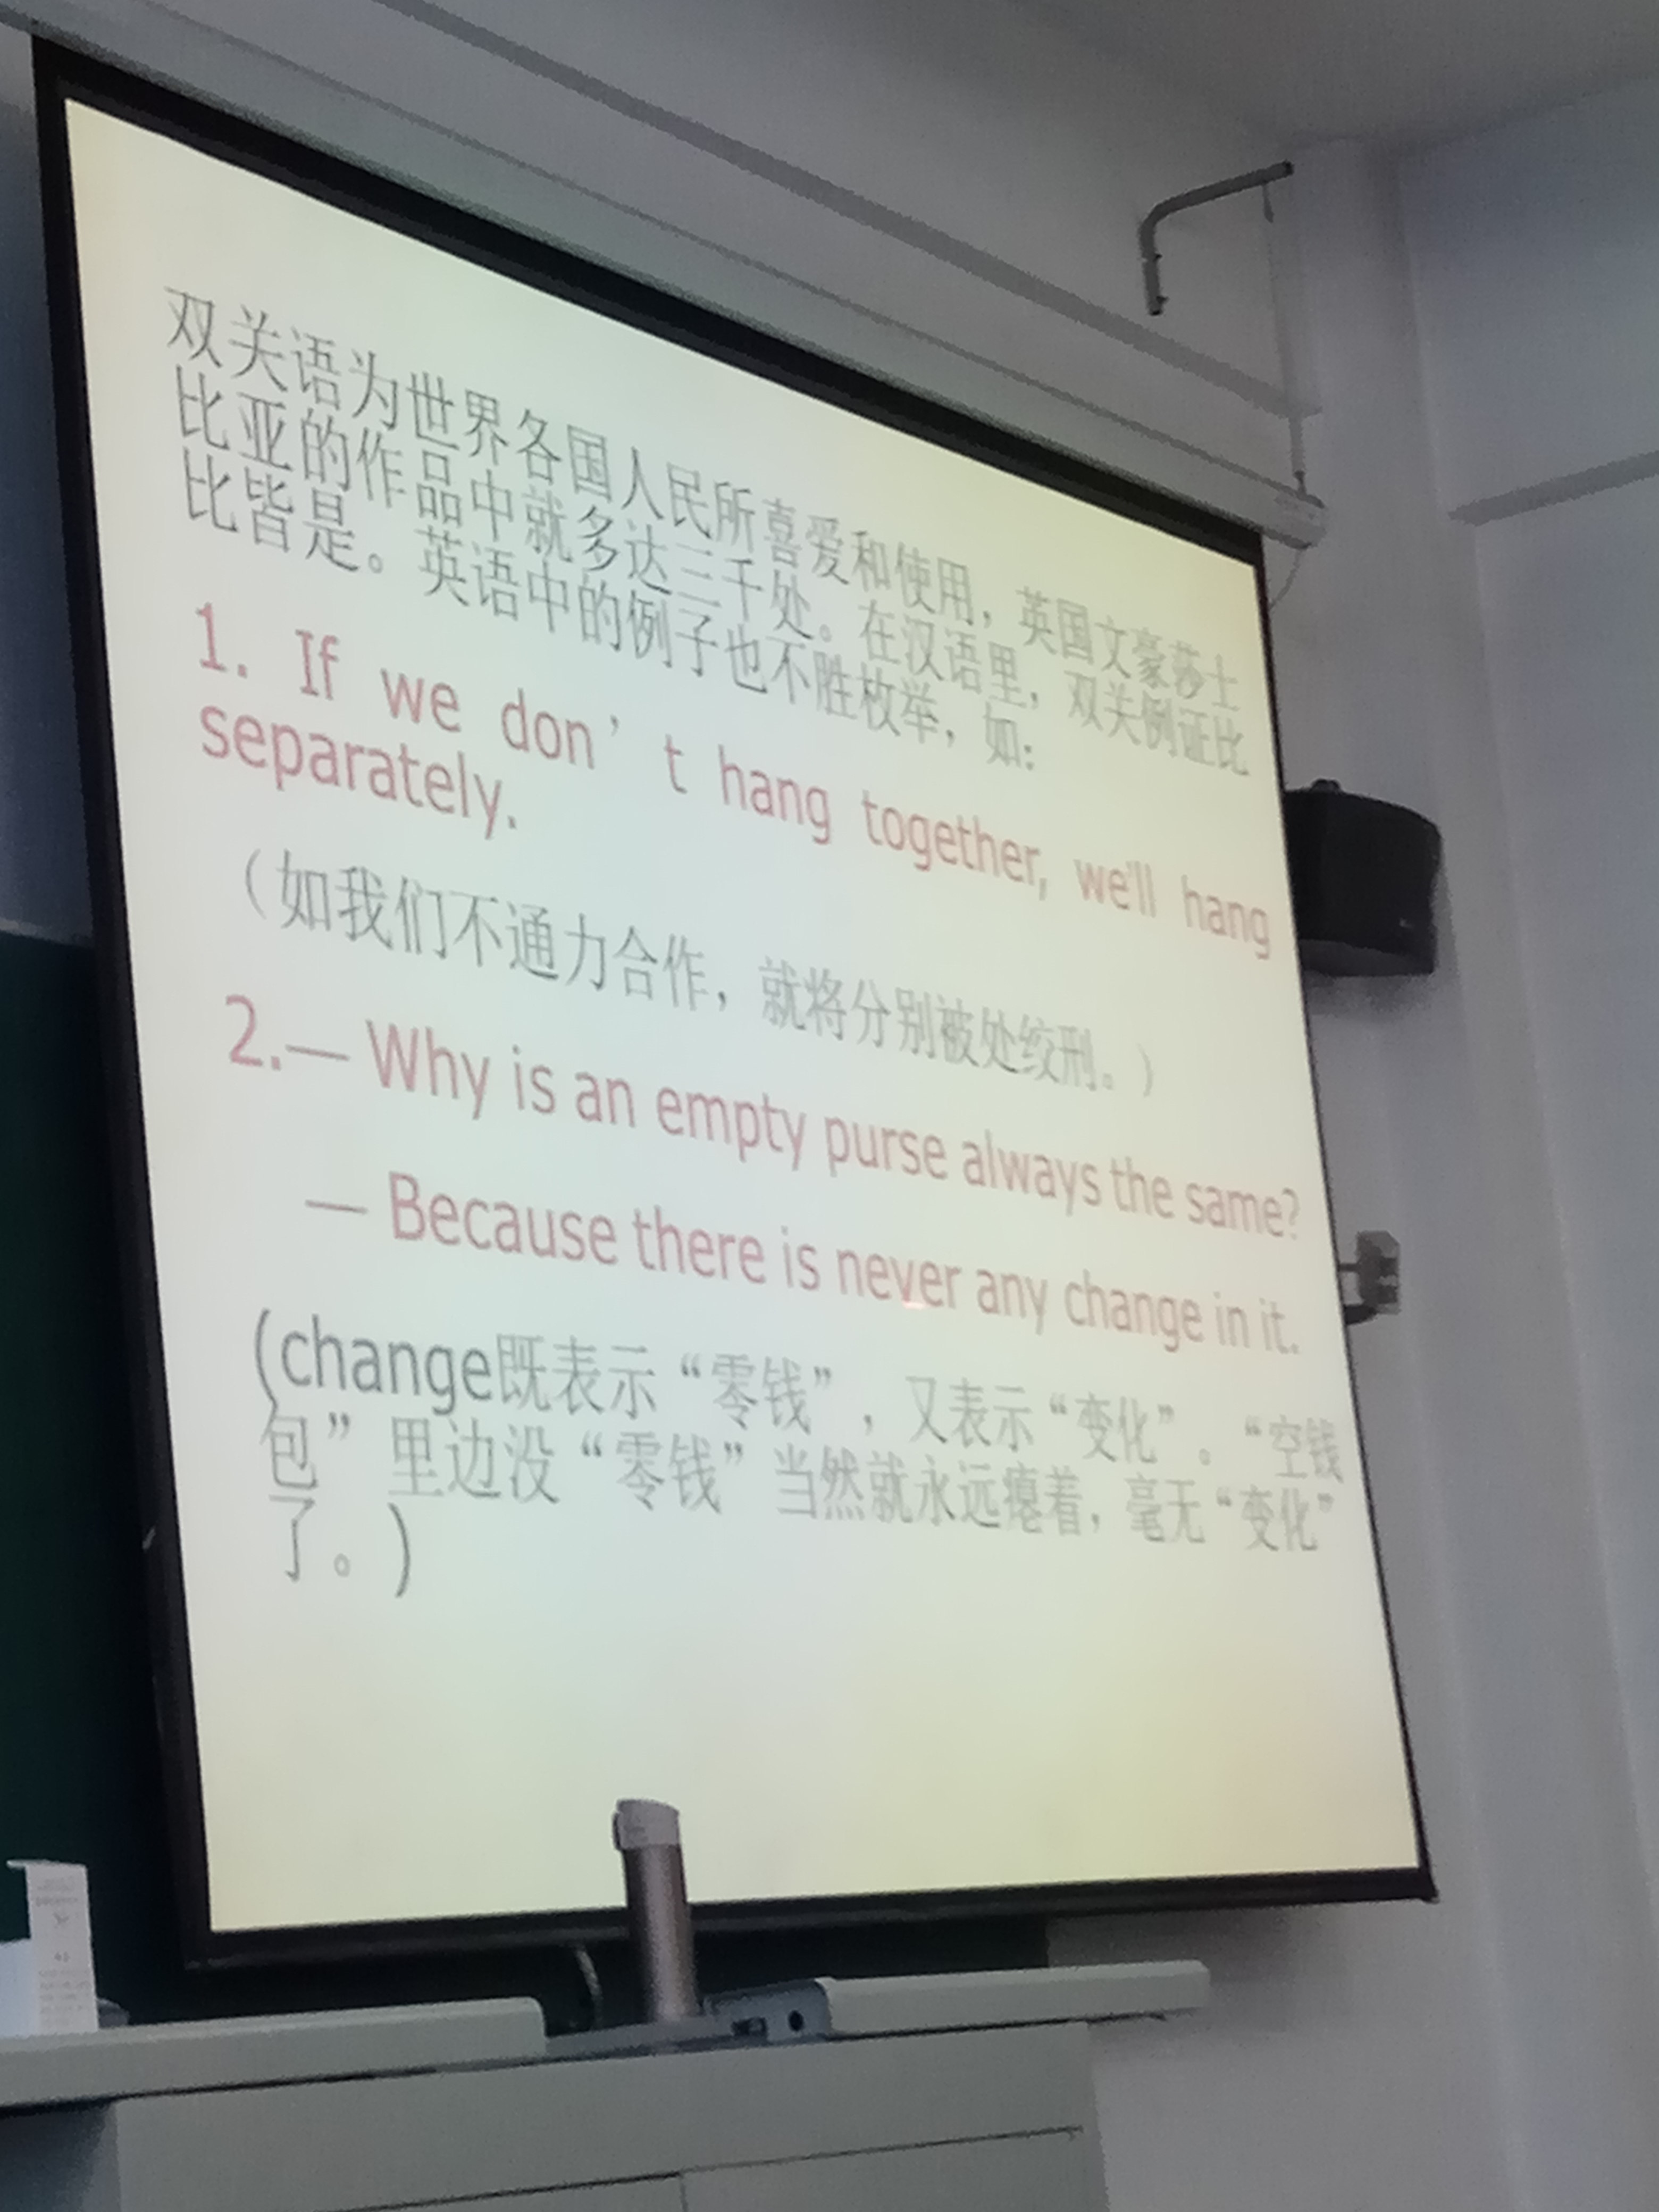 双关语为世界各国人民所喜爱和使用，英国文豪莎士
比亚的作品中就多达三千处。在汉语里，双关例证比
比皆是。英语中的例子也不胜枚举，如：
1. If we don’t hang together, we'll hang
separately.
（如我们不通力合作，就将分别被处绞刑。）
2.— Why is an empty purse always the same?
— Because there is never any change in it.
(change既表示“零钱”，又表示“变化”。“空钱
包”里边没“零钱”当然就永远瘪着，毫无“变化”
了。)